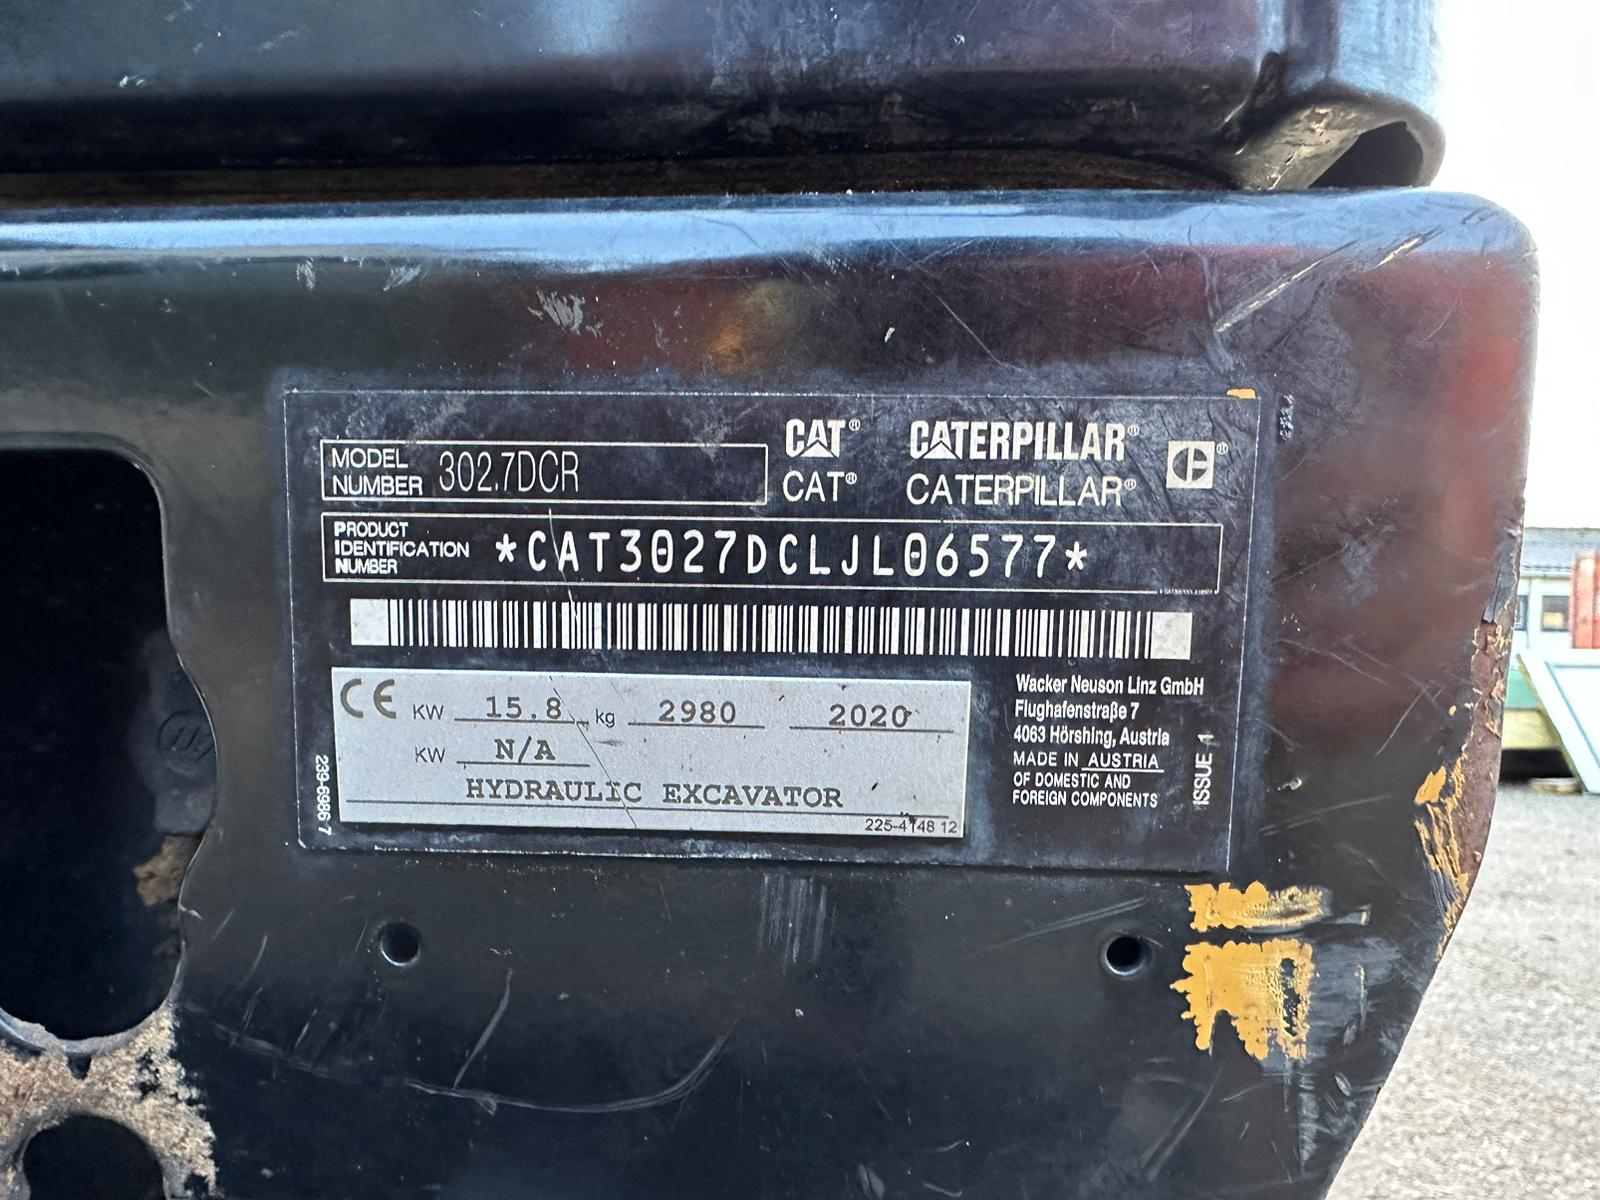 MODEL NUMBER 302.7DCR
CAT® CATERPILLAR® ®
CAT® CATERPILLAR®
PRODUCT IDENTIFICATION NUMBER *CAT3027DCLJL06577*
CE KW 15.8 kg 2980 2020
KW N/A
HYDRAULIC EXCAVATOR
225-4148 12
Wacker Neuson Linz GmbH
Flughafenstraße 7
4063 Hörshing, Austria
MADE IN AUSTRIA
OF DOMESTIC AND
FOREIGN COMPONENTS
ISSUE 1
239-6986 7